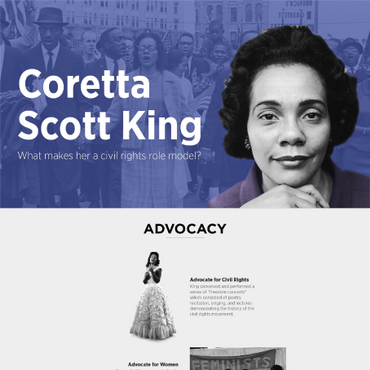 Coretta
Scott King
What makes her a civil rights role model?
ADVOCACY
Advocate for Civil Rights
King conceived and performed a
series of "freedom concerts"
which consisted of poetry
recitation, singing, and lectures
demonstrating the history of the
civil rights movement.
Advocate for Women
FEMINISTS